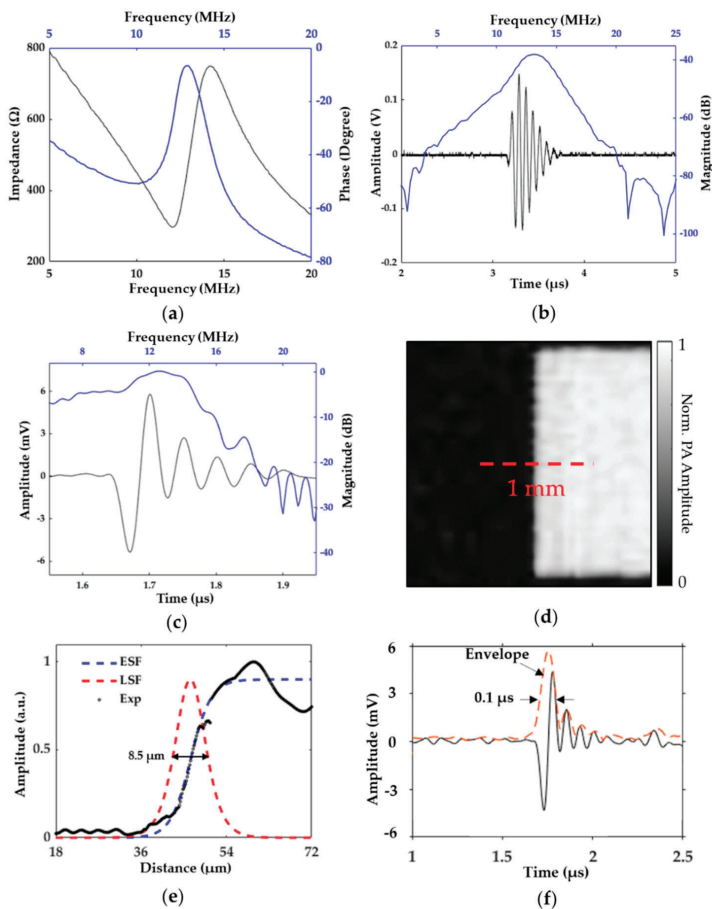 Frequency (MHz)
5 10 15 20
800
600
400
200
Impedance (Ω)
0
-20
-40
-60
-80
Phase (Degree)
5 10 15 20
Frequency (MHz)
(a)
Frequency (MHz)
5 9 13 17 21 25
0.2
0.1
0
-0.1
-0.2
Amplitude (V)
-40
-60
-80
-100
Magnitude (dB)
2 3 4 5
Time (µs)
(b)
Frequency (MHz)
8 12 16 20
6
3
0
-3
-6
Amplitude (mV)
0
-10
-20
-30
-40
Magnitude (dB)
1.6 1.7 1.8 1.9
Time (µs)
(c)
1 mm
1
Norm. PA Amplitude
0
(d)
1
0.5
0
Amplitude (a.u.)
ESF
LSF
Exp
8.5 µm
18 36 54 72
Distance (µm)
(e)
6
3
0
-3
-6
Amplitude (mV)
Envelope
0.1 µs
1 1.5 2 2.5
Time (µs)
(f)